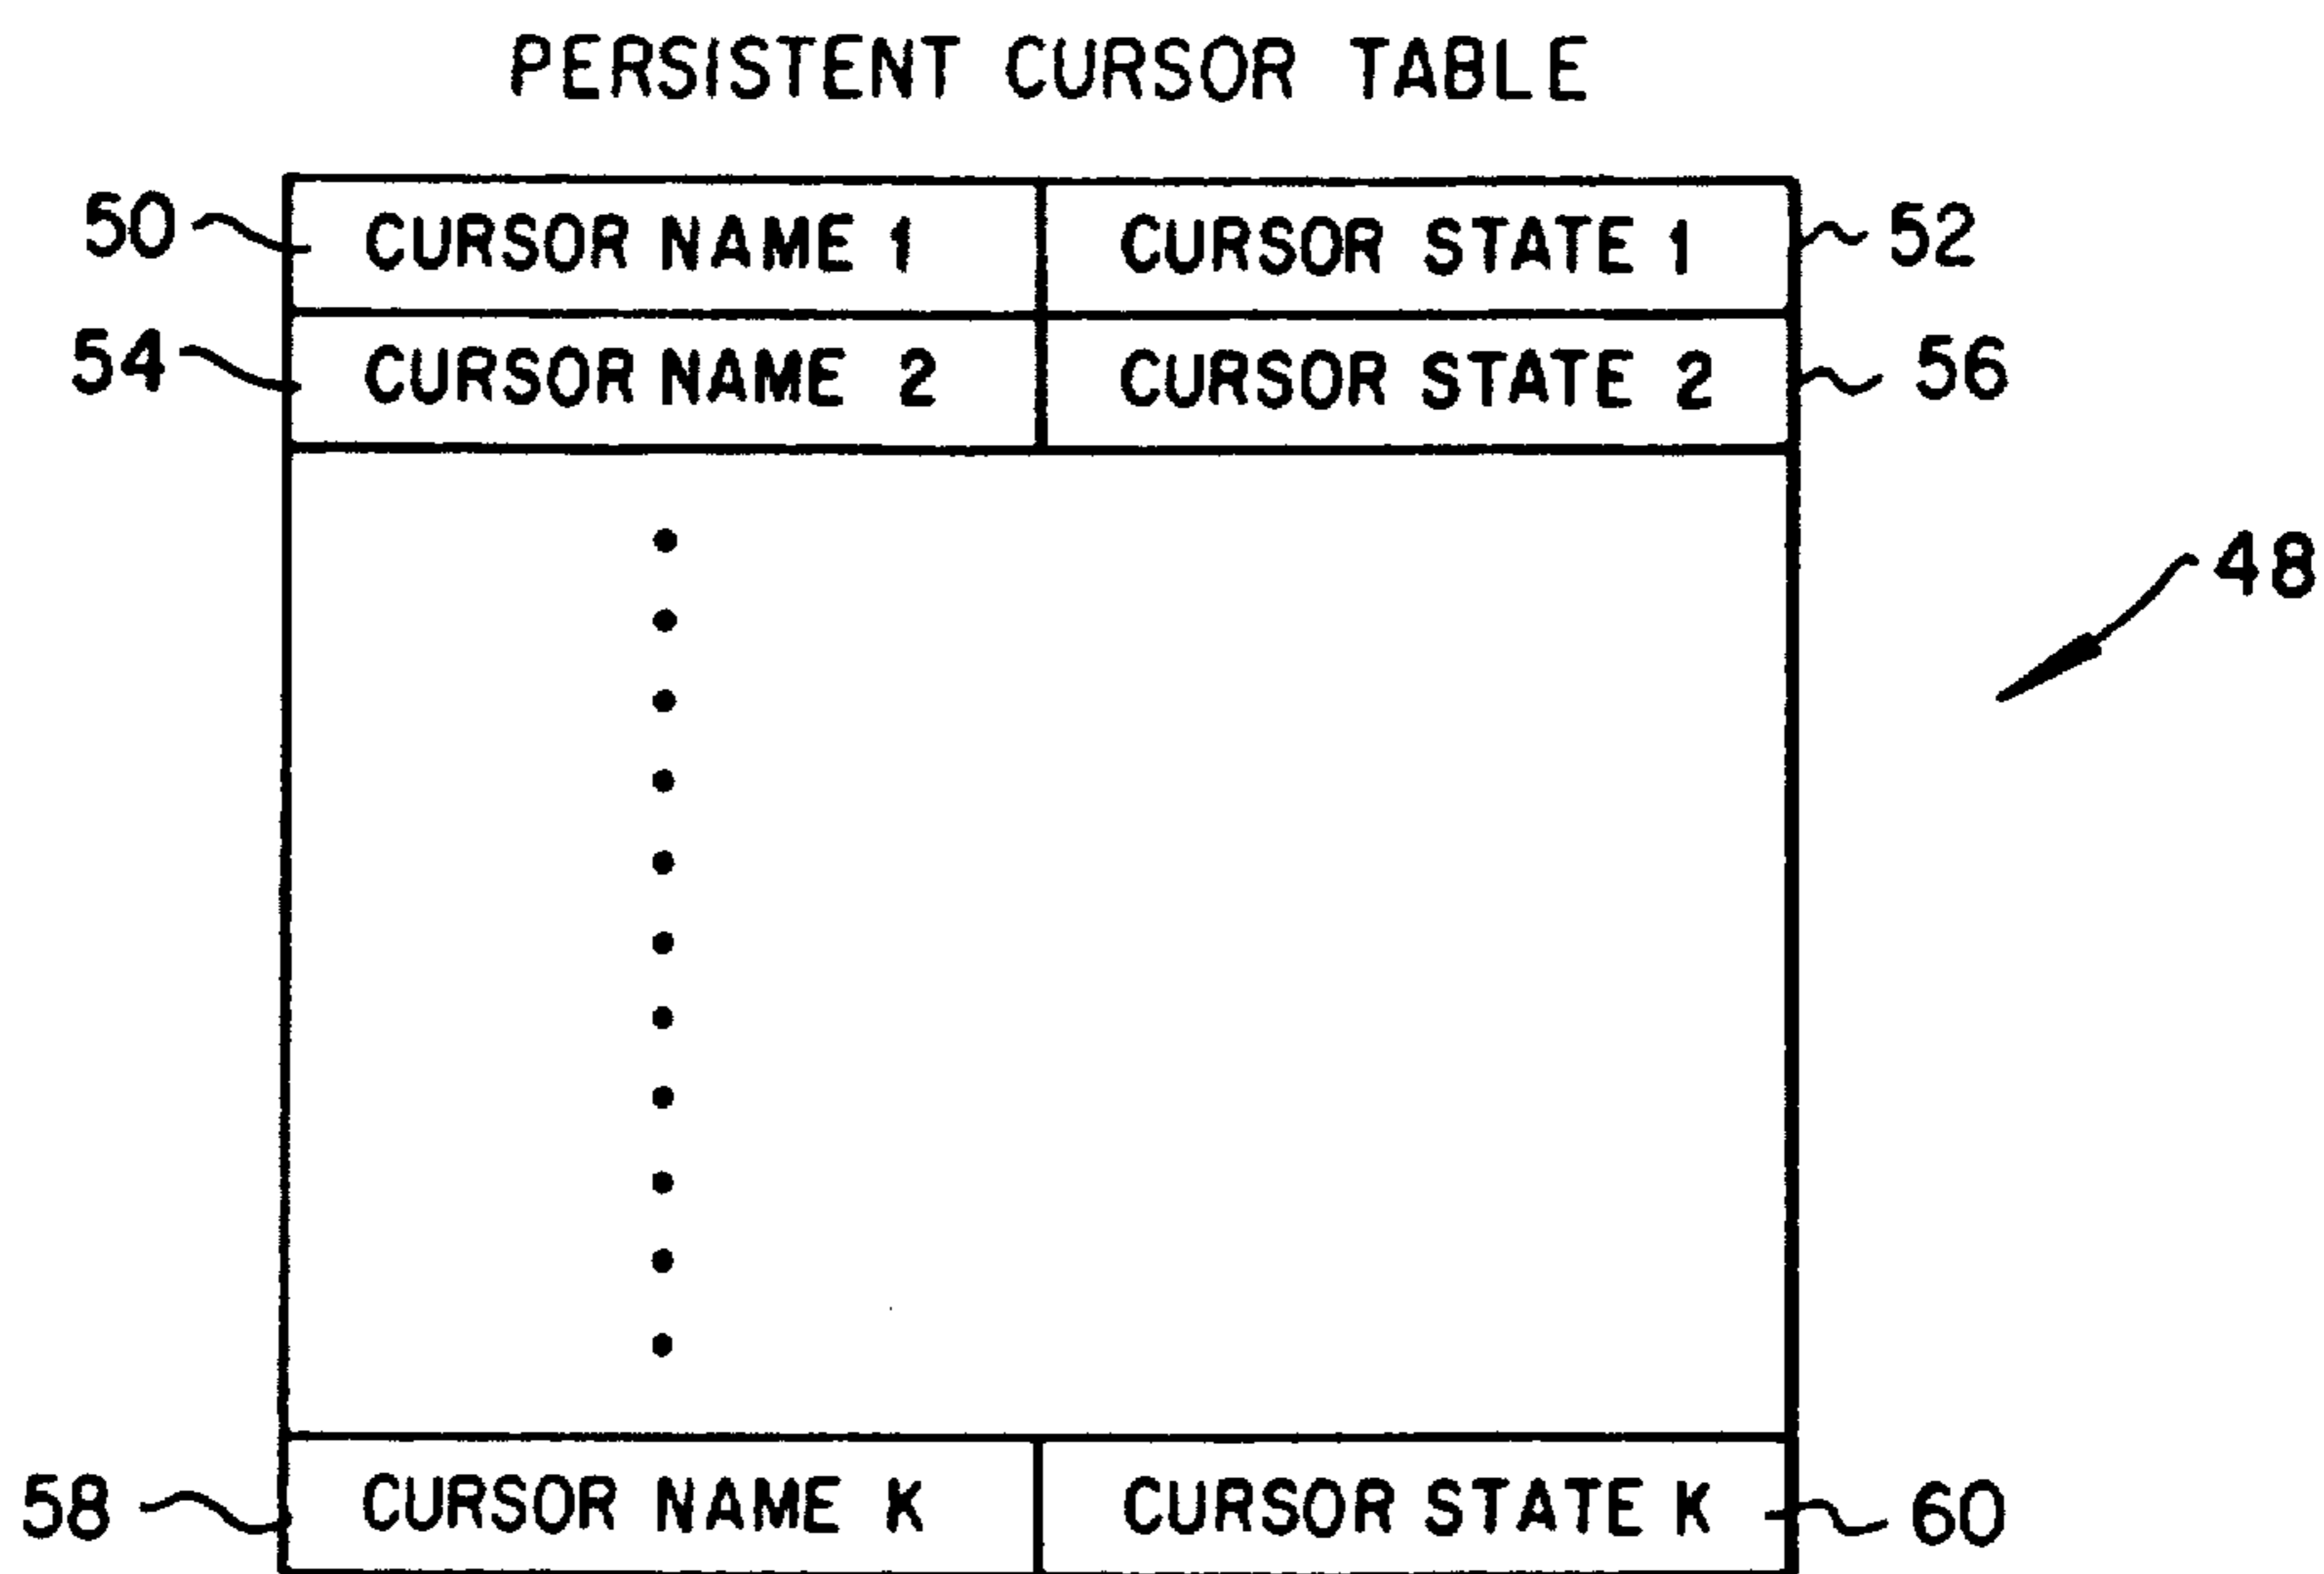 PERSISTENT CURSOR TABLE
50 CURSOR NAME 1 CURSOR STATE 1 52
54 CURSOR NAME 2 CURSOR STATE 2 56
48
58 CURSOR NAME K CURSOR STATE K 60